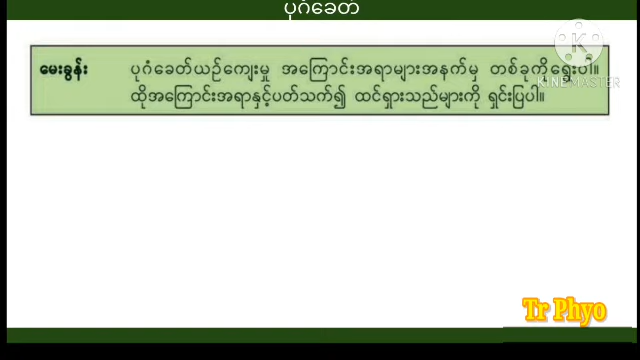 ပုဂံခေတ်
မေးခွန်း ပုဂံခေတ်ယဉ်ကျေးမှု အကြောင်းအရာများအနက်မှ တစ်ခုကိုရွေးပါ။
ထိုအကြောင်းအရာနှင့်ပတ်သက်၍ ထင်ရှားသည်များကို ရှင်းပြပါ။
K
KINEMASTER
Tr Phyo